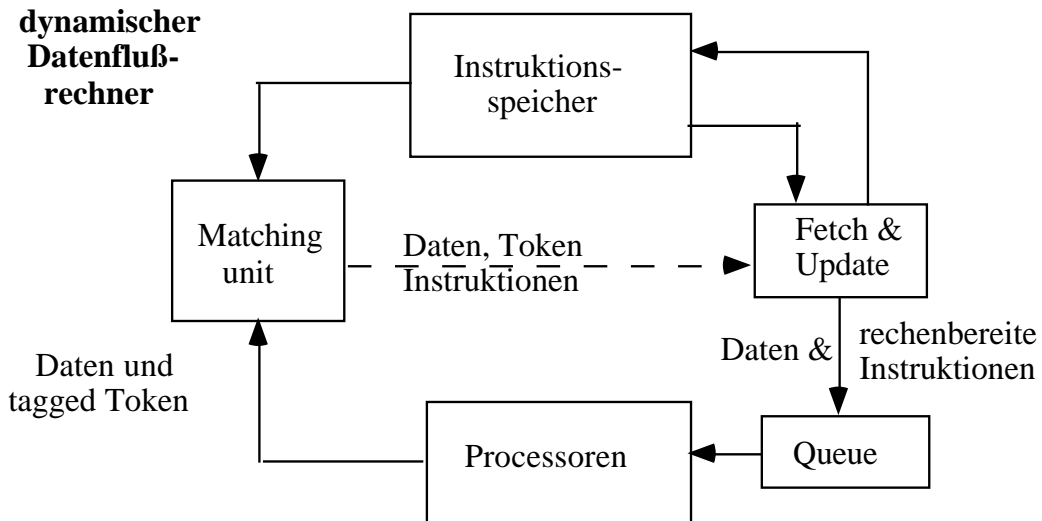 dynamischer
Datenfluß-
rechner
Instruktions-
speicher
Matching
unit
Daten, Token
Instruktionen
Fetch &
Update
Daten &
rechenbereite
Instruktionen
Daten und
tagged Token
Processoren
Queue